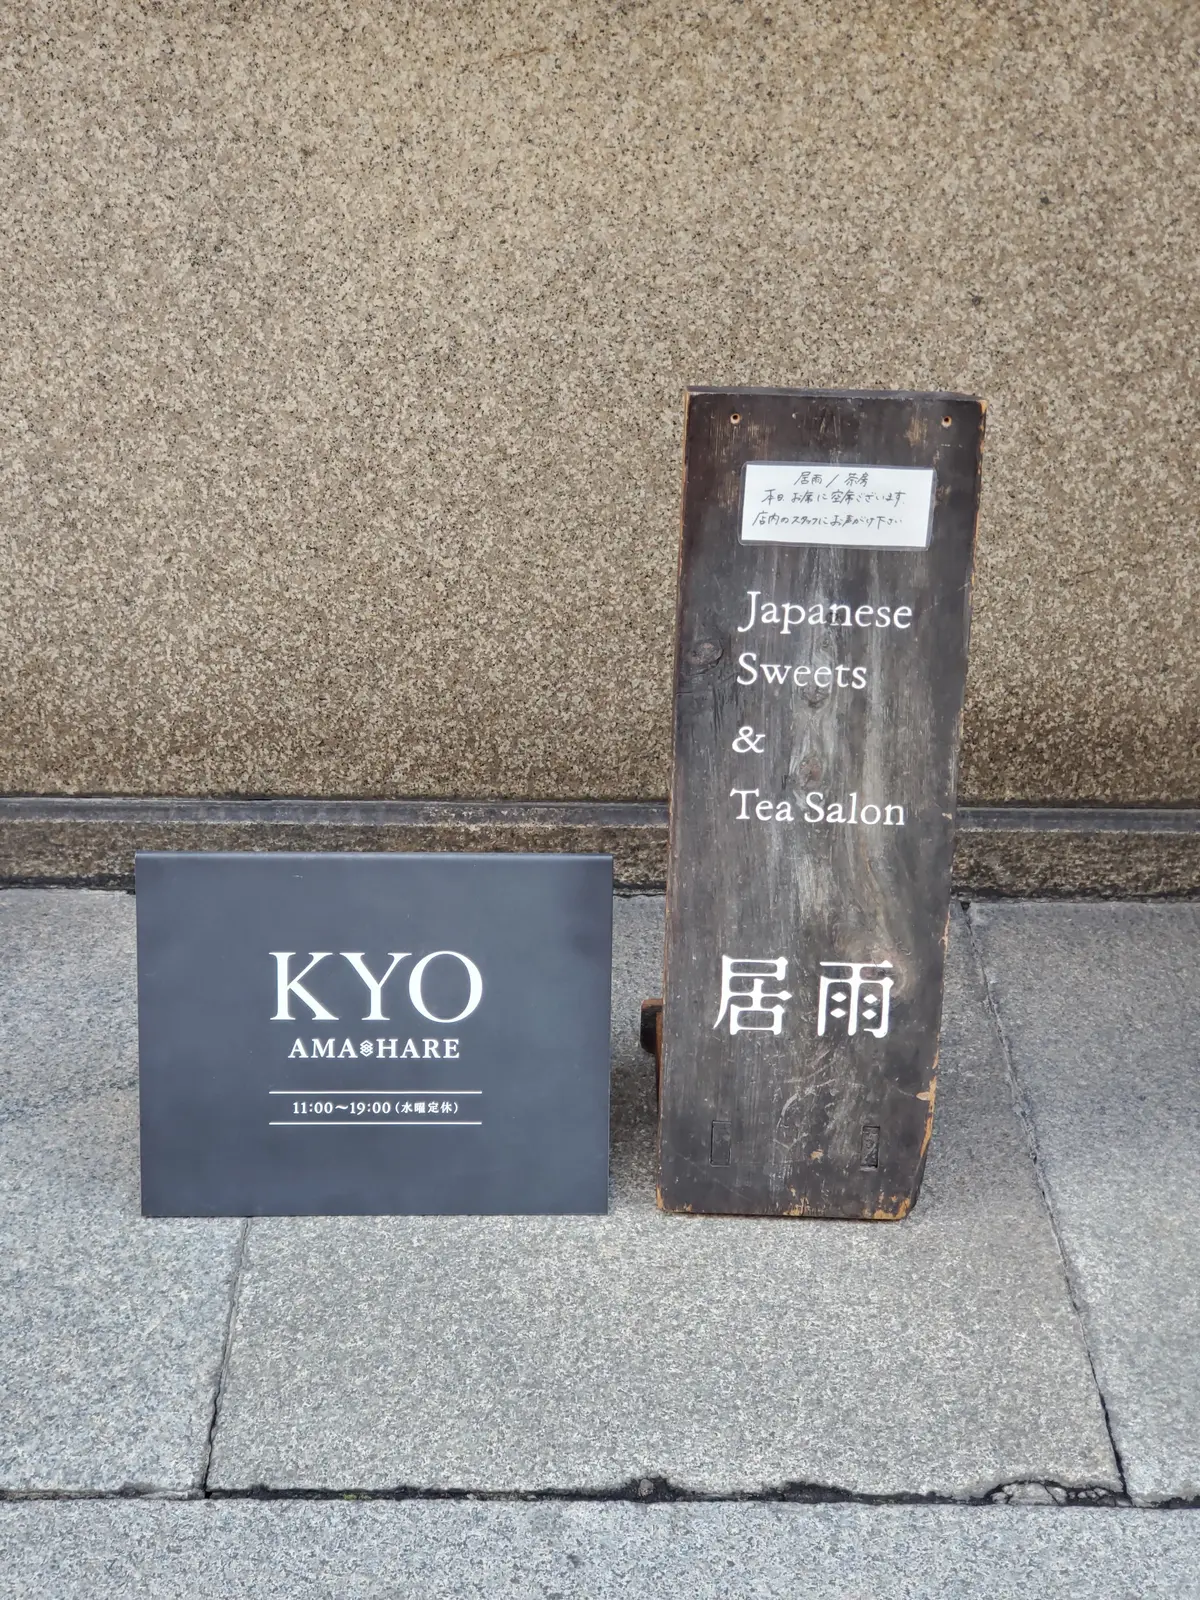 KYO
AMA HARE
11:00〜19:00(水曜定休)
居雨 / 茶房
本日、お席に空席ございます。
店内のスタッフにお声がけ下さい
Japanese
Sweets
&
Tea Salon
居雨